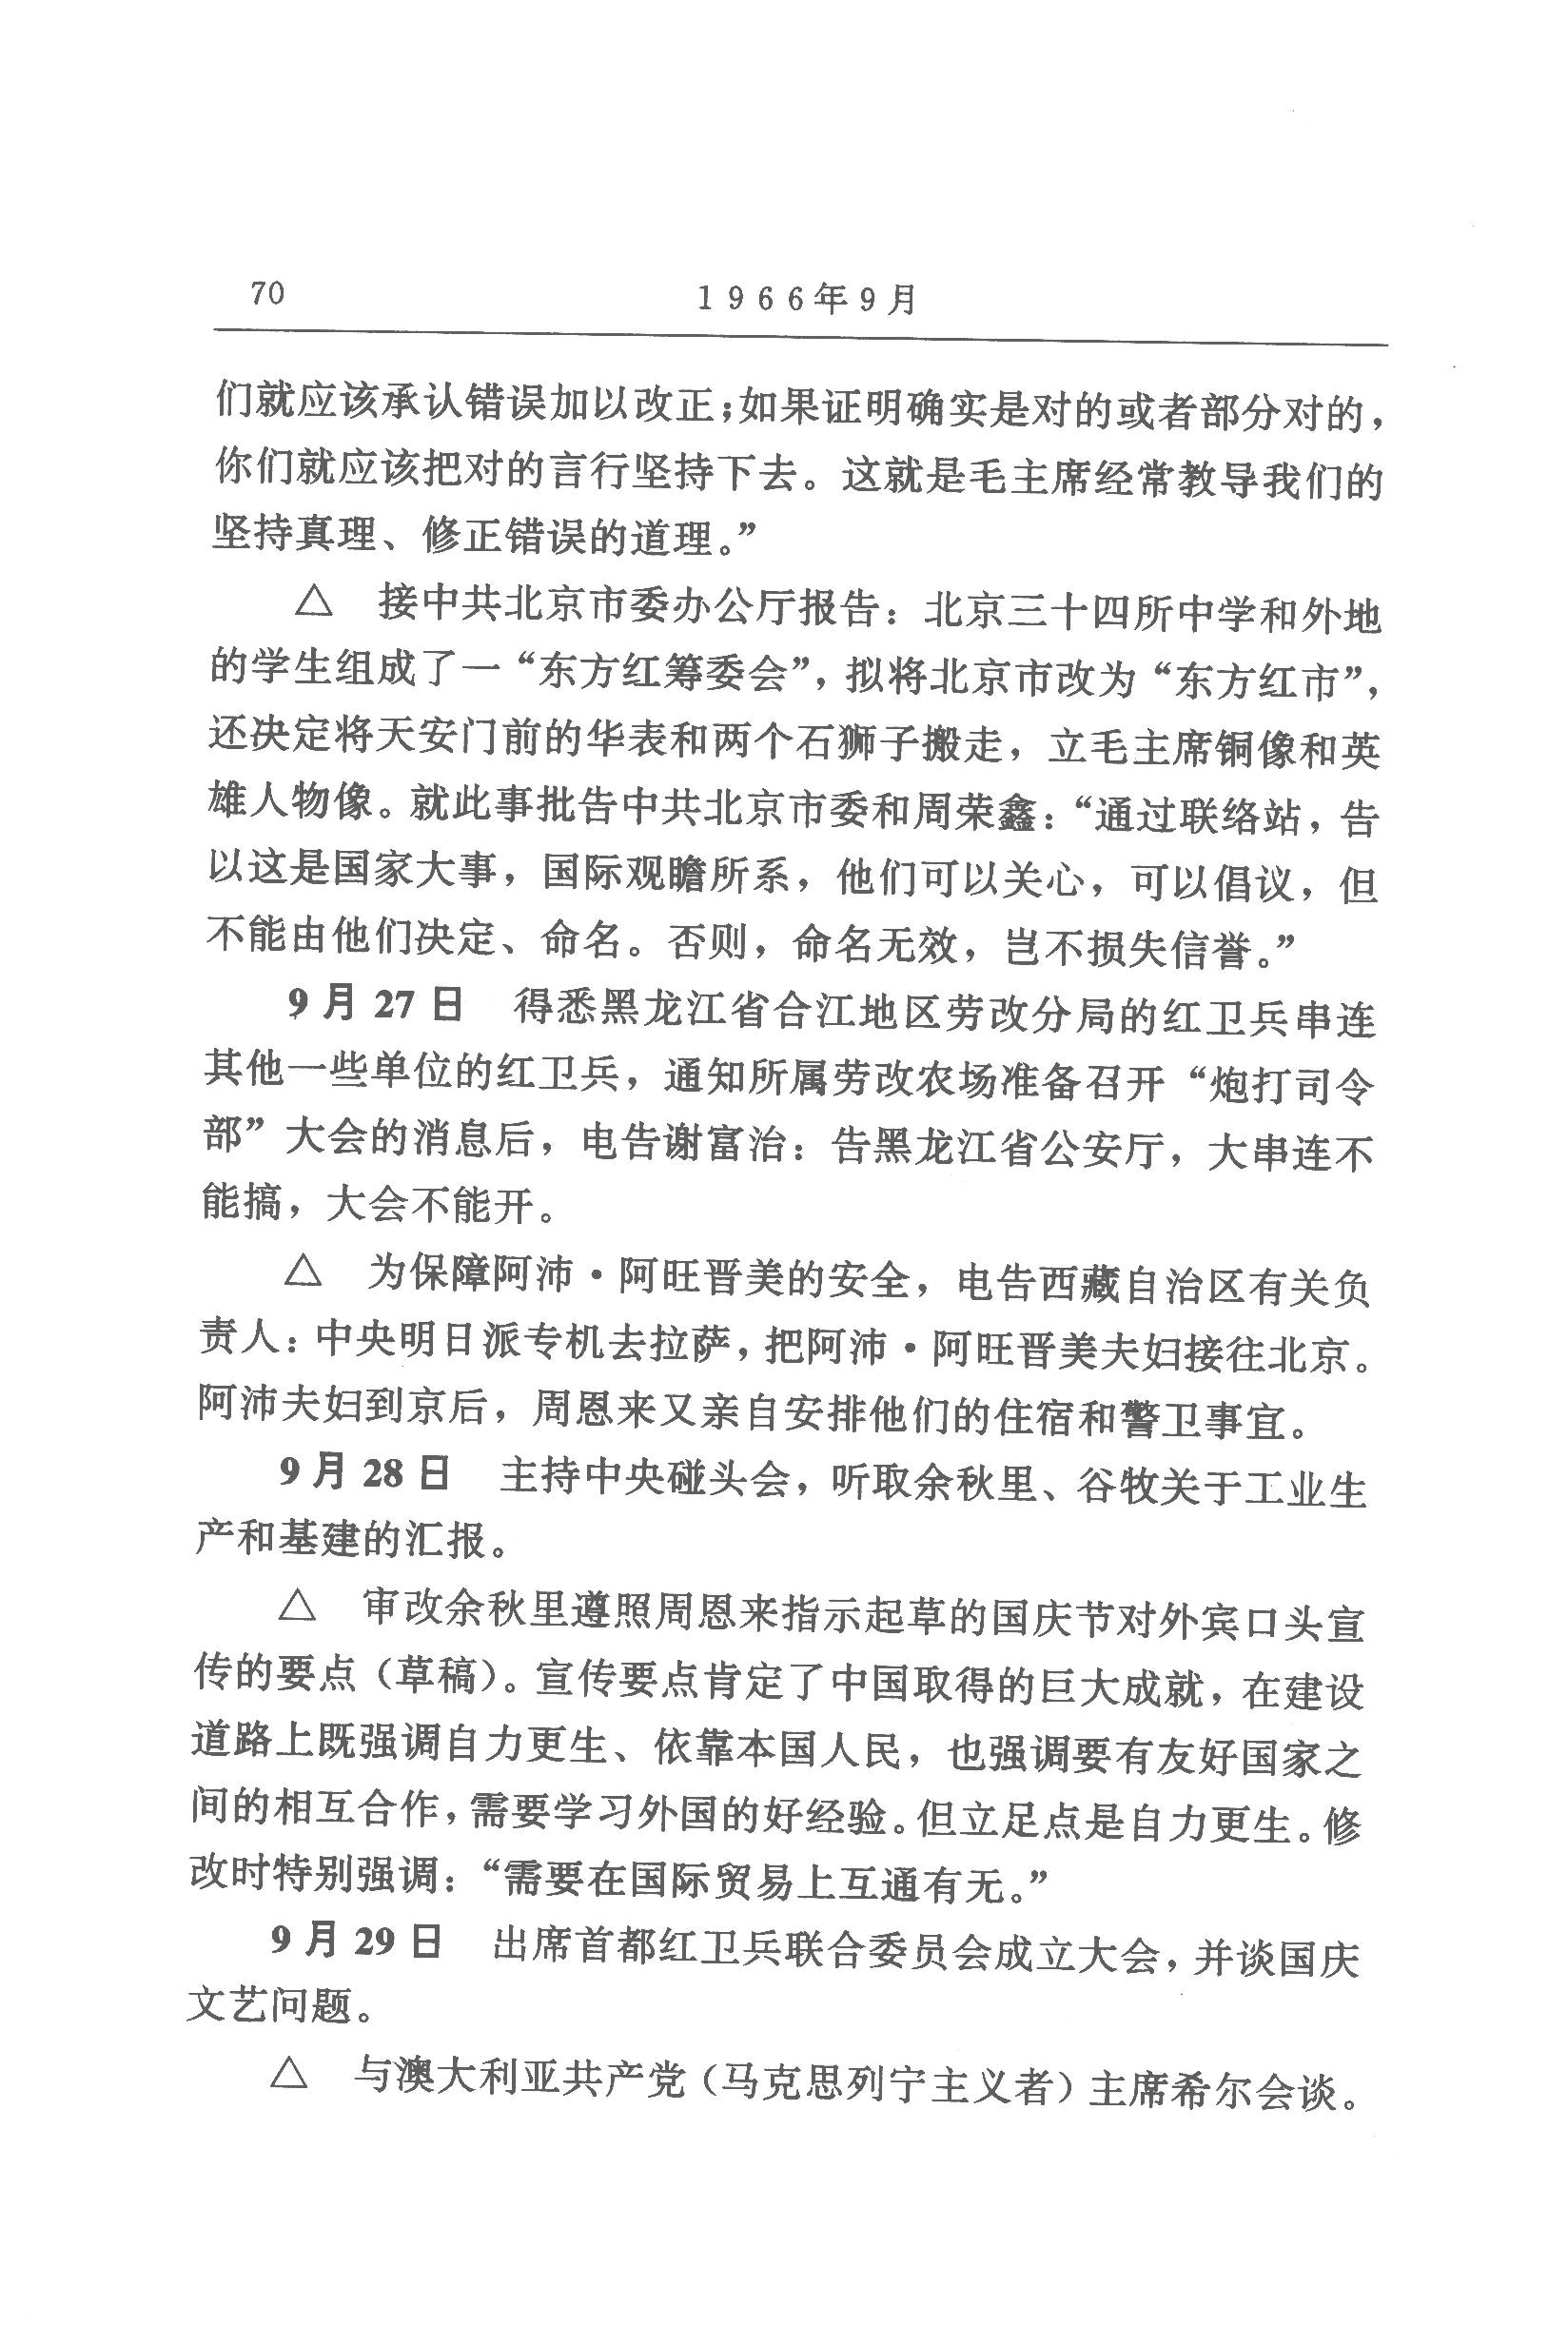 70
1966年9月
们就应该承认错误加以改正；如果证明确实是对的或者部分对的，
你们就应该把对的言行坚持下去。这就是毛主席经常教导我们的
坚持真理、修正错误的道理。”
△ 接中共北京市委办公厅报告：北京三十四所中学和外地
的学生组成了一“东方红筹委会”，拟将北京市改为“东方红市”，
还决定将天安门前的华表和两个石狮子搬走，立毛主席铜像和英
雄人物像。就此事批告中共北京市委和周荣鑫：“通过联络站，告
以这是国家大事，国际观瞻所系，他们可以关心，可以倡议，但
不能由他们决定、命名。否则，命名无效，岂不损失信誉。”
9月27日 得悉黑龙江省合江地区劳改分局的红卫兵串连
其他一些单位的红卫兵，通知所属劳改农场准备召开“炮打司令
部”大会的消息后，电告谢富治：告黑龙江省公安厅，大串连不
能搞，大会不能开。
△ 为保障阿沛·阿旺晋美的安全，电告西藏自治区有关负
责人：中央明日派专机去拉萨，把阿沛·阿旺晋美夫妇接往北京。
阿沛夫妇到京后，周恩来又亲自安排他们的住宿和警卫事宜。
9月28日 主持中央碰头会，听取余秋里、谷牧关于工业生
产和基建的汇报。
△ 审改余秋里遵照周恩来指示起草的国庆节对外宾口头宣
传的要点（草稿）。宣传要点肯定了中国取得的巨大成就，在建设
道路上既强调自力更生、依靠本国人民，也强调要有友好国家之
间的相互合作，需要学习外国的好经验。但立足点是自力更生。修
改时特别强调：“需要在国际贸易上互通有无。”
9月29日 出席首都红卫兵联合委员会成立大会，并谈国庆
文艺问题。
△ 与澳大利亚共产党（马克思列宁主义者）主席希尔会谈。